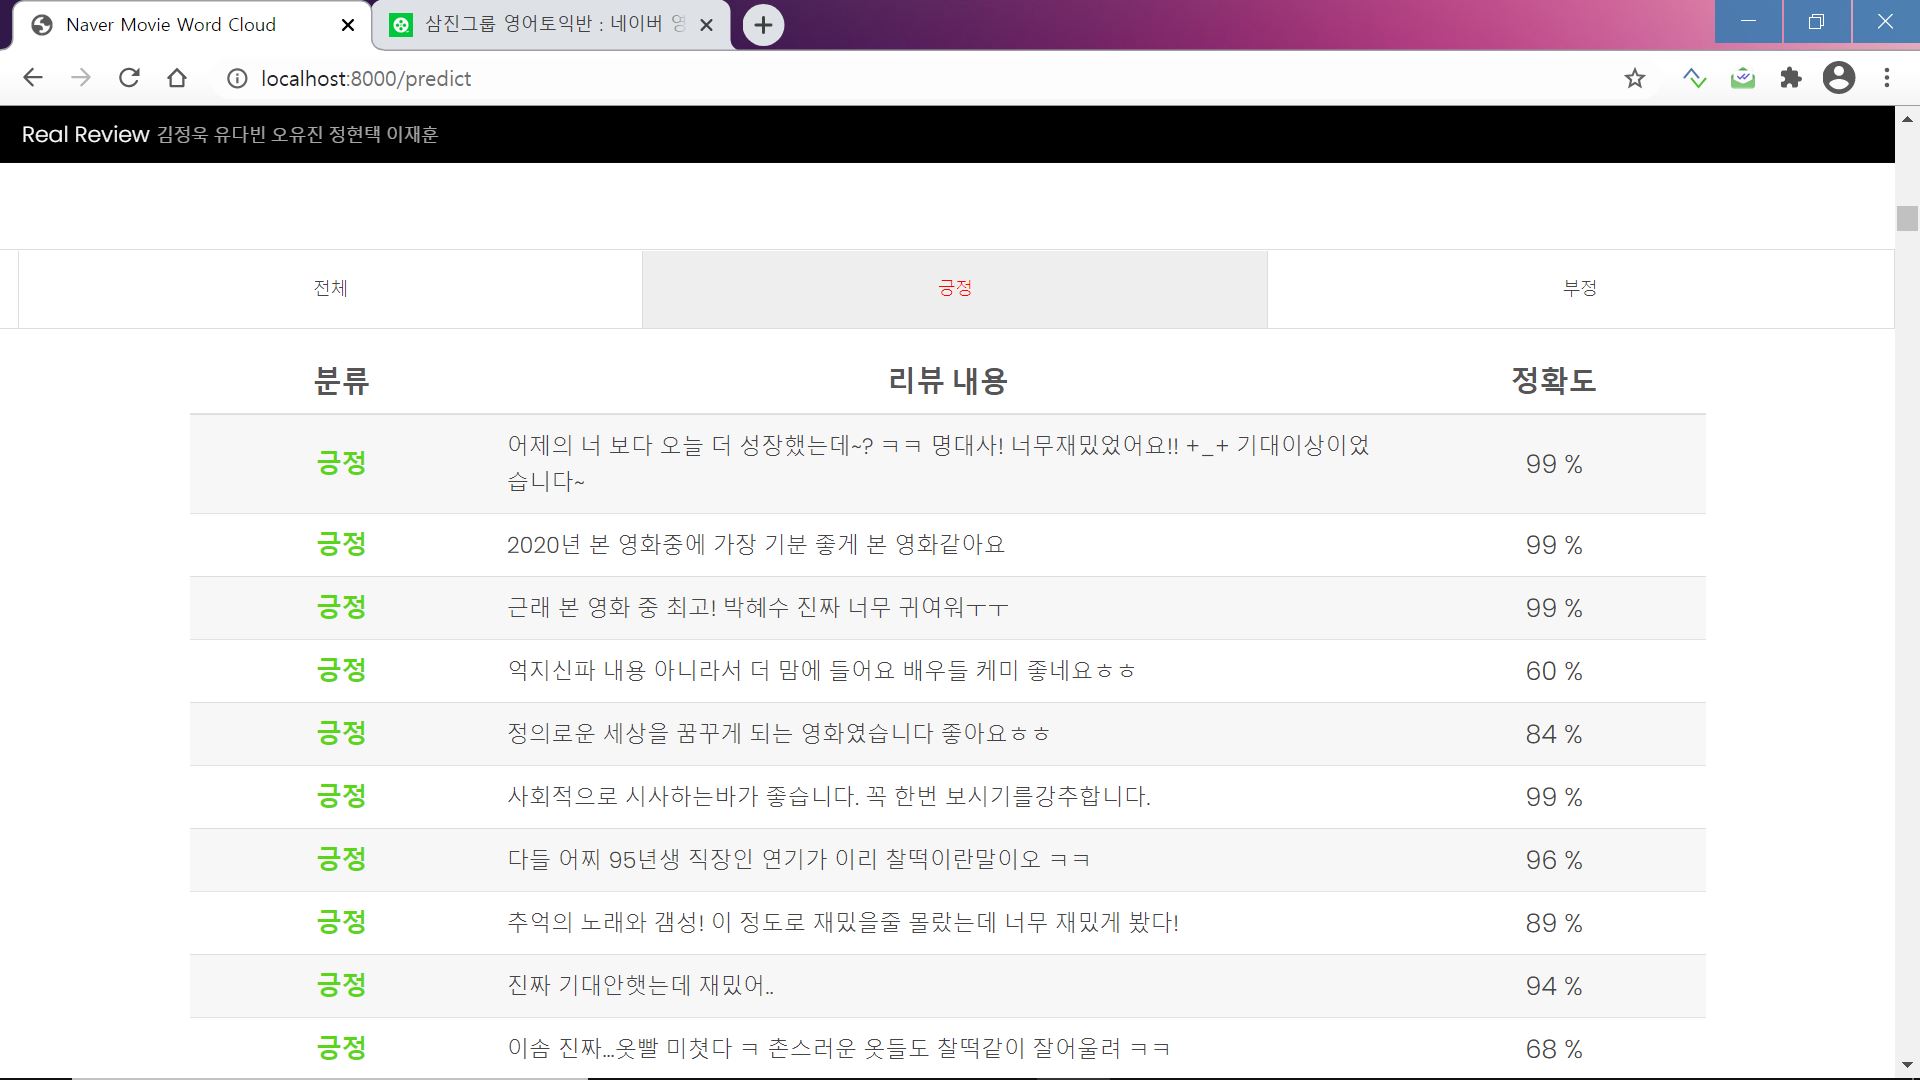 Naver Movie Word Cloud
삼진그룹 영어토익반 : 네이버 영
localhost:8000/predict
Real Review 김정욱 유다빈 오유진 정현택 이재훈
전체 긍정 부정
분류 리뷰 내용 정확도
긍정 어제의 너 보다 오늘 더 성장했는데~? ㅋㅋ 명대사! 너무재밌었어요!! +_+ 기대이상이었 99 %
습니다~
긍정 2020년 본 영화중에 가장 기분 좋게 본 영화같아요 99 %
긍정 근래 본 영화 중 최고! 박혜수 진짜 너무 귀여워ㅜㅜ 99 %
긍정 억지신파 내용 아니라서 더 맘에 들어요 배우들 케미 좋네요ㅎㅎ 60 %
긍정 정의로운 세상을 꿈꾸게 되는 영화였습니다 좋아요ㅎㅎ 84 %
긍정 사회적으로 시사하는바가 좋습니다. 꼭 한번 보시기를강추합니다. 99 %
긍정 다들 어찌 95년생 직장인 연기가 이리 찰떡이란말이오 ㅋㅋ 96 %
긍정 추억의 노래와 갬성! 이 정도로 재밌을줄 몰랐는데 너무 재밌게 봤다! 89 %
긍정 진짜 기대안햇는데 재밌어.. 94 %
긍정 이솜 진짜...옷빨 미쳣다 ㅋ 촌스러운 옷들도 찰떡같이 잘어울려 ㅋㅋ 68 %